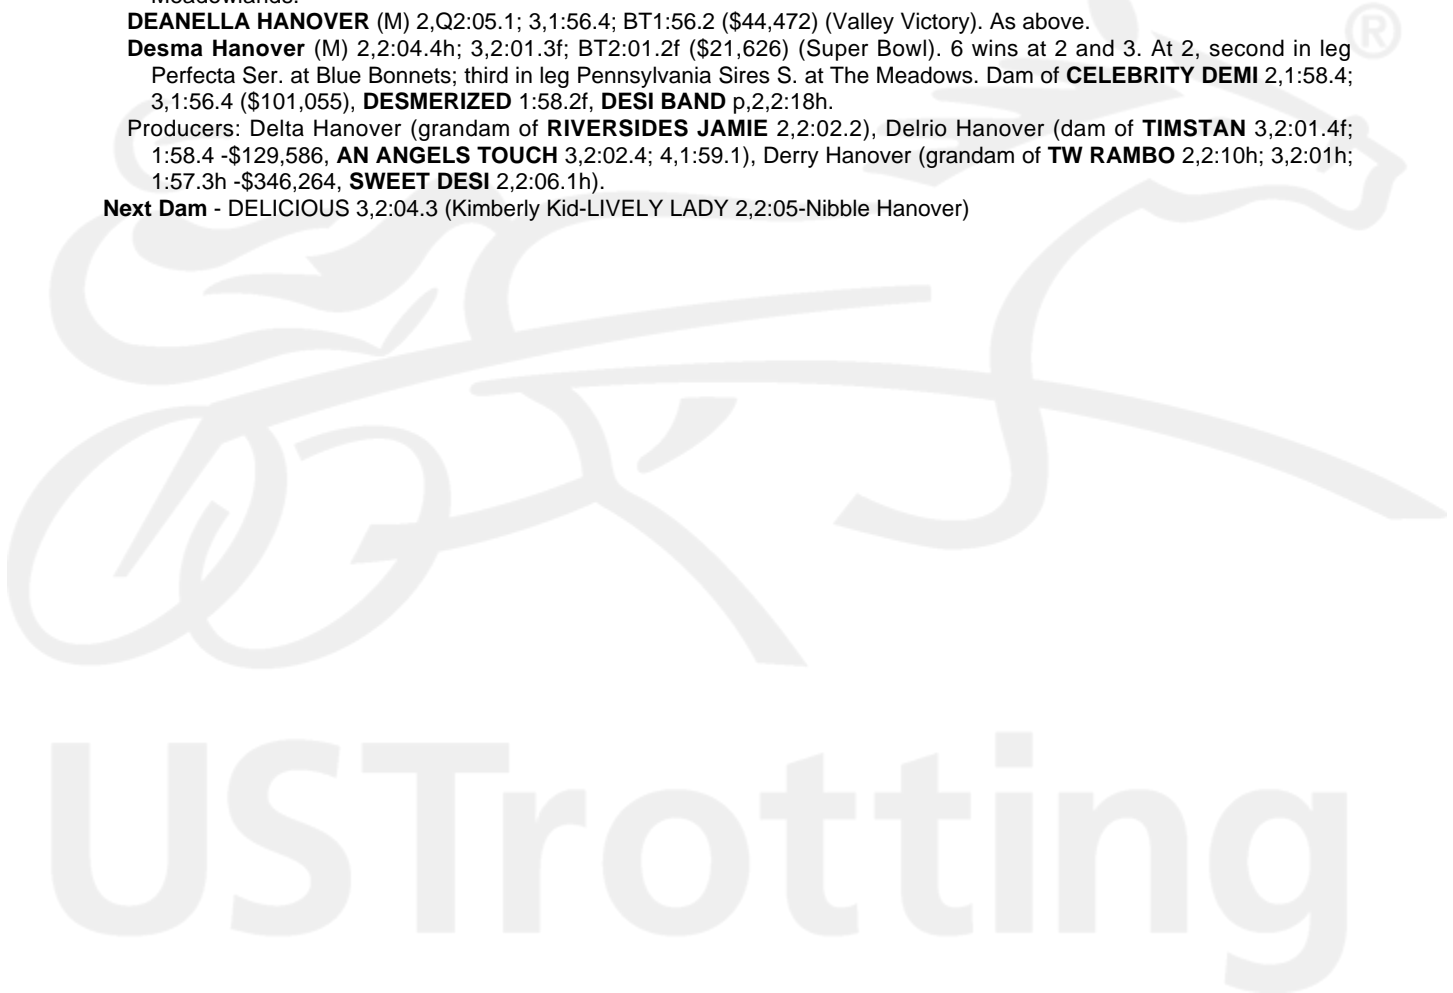 Meadowlands.
DEANELLA HANOVER (M) 2,Q2:05.1; 3,1:56.4; BT1:56.2 ($44,472) (Valley Victory). As above.
Desma Hanover (M) 2,2:04.4h; 3,2:01.3f; BT2:01.2f ($21,626) (Super Bowl). 6 wins at 2 and 3. At 2, second in leg
Perfecta Ser. at Blue Bonnets; third in leg Pennsylvania Sires S. at The Meadows. Dam of CELEBRITY DEMI 2,1:58.4;
3,1:56.4 ($101,055), DESMERIZED 1:58.2f, DESI BAND p,2,2:18h.
Producers: Delta Hanover (grandam of RIVERSIDES JAMIE 2,2:02.2), Delrio Hanover (dam of TIMSTAN 3,2:01.4f;
1:58.4 -$129,586, AN ANGELS TOUCH 3,2:02.4; 4,1:59.1), Derry Hanover (grandam of TW RAMBO 2,2:10h; 3,2:01h;
1:57.3h -$346,264, SWEET DESI 2,2:06.1h).
Next Dam - DELICIOUS 3,2:04.3 (Kimberly Kid-LIVELY LADY 2,2:05-Nibble Hanover)
®
USTrotting